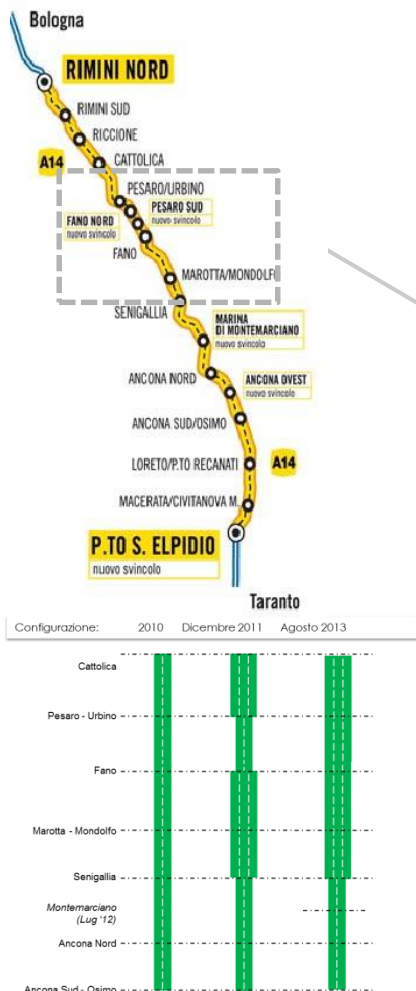 Bologna
RIMINI NORD
RIMINI SUD
RICCIONE
A14
CATTOLICA
PESARO/URBINO
PESARO SUD
nuovo svincolo
FANO NORD
nuovo svincolo
FANO
MAROTTA/MONDOLF
SENIGALLIA
MARINA
DI MONTEMARCIANO
nuovo svincolo
ANCONA NORD
ANCONA OVEST
nuovo svincolo
ANCONA SUD/OSIMO
LORETO/P.TO RECANATI
A14
MACERATA/CIVITANOVA M.
P.TO S. ELPIDIO
nuovo svincolo
Taranto
Configurazione: 2010 Dicembre 2011 Agosto 2013
Cattolica
Pesaro - Urbino
Fano
Marotta - Mondolfo
Senigallia
Montemarciano
(Lug '12)
Ancona Nord
Ancona Sud - Osimo